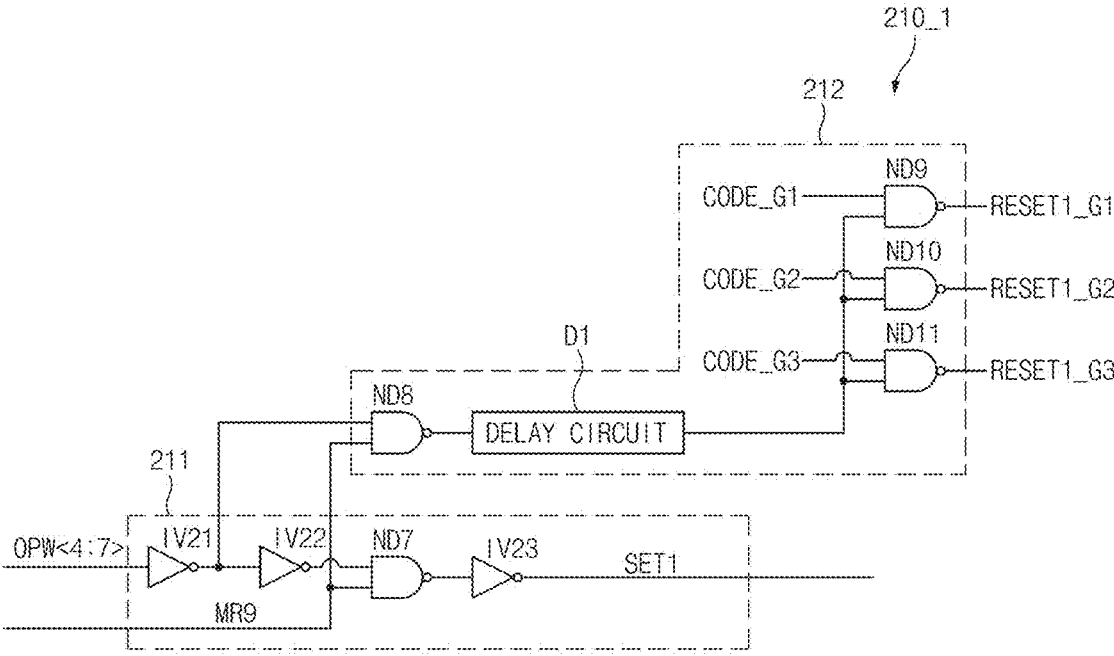 210_1
212
ND9
CODE_G1
RESET1_G1
ND10
CODE_G2
RESET1_G2
D1
ND11
CODE_G3
RESET1_G3
ND8
DELAY CIRCUIT
211
OPW<4:7>
IV21
IV22
ND7
IV23
SET1
MR9